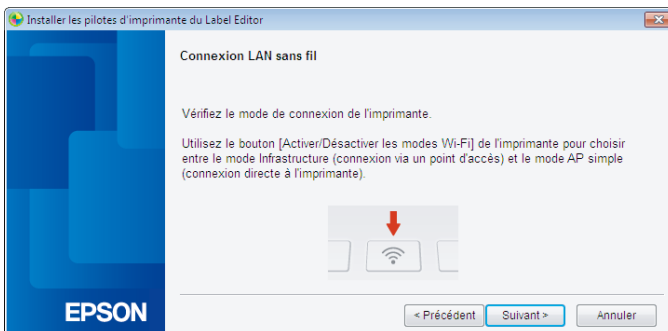 Installer les pilotes d'imprimante du Label Editor
Connexion LAN sans fil
Vérifiez le mode de connexion de l'imprimante.
Utilisez le bouton [Activer/Désactiver les modes Wi-Fi] de l'imprimante pour choisir
entre le mode Infrastructure (connexion via un point d'accès) et le mode AP simple
(connexion directe à l'imprimante).
EPSON
< Précédent Suivant > Annuler